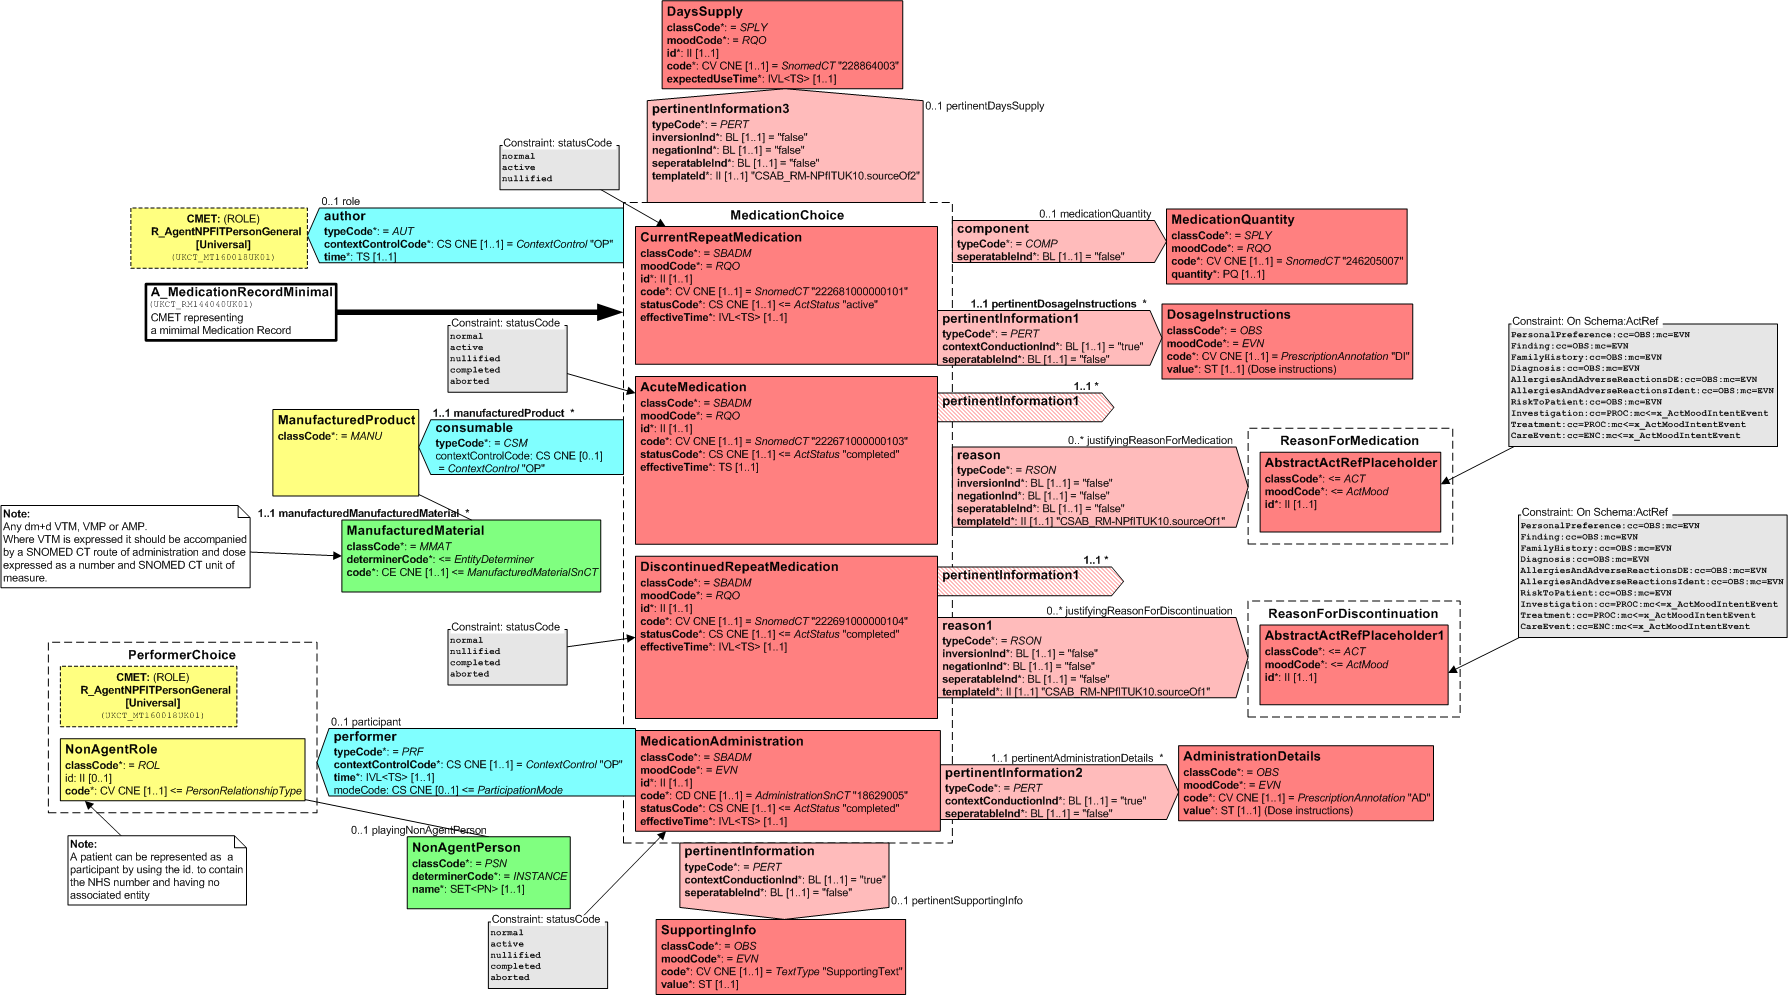 DaysSupply
classCode*: = SPLY
moodCode*: = RQO
id*: II [1..1]
code*: CV CNE [1..1] = SnomedCT "228864003"
expectedUseTime*: IVL<TS> [1..1]
pertinentInformation3
typeCode*: = PERT
inversionInd*: BL [1..1] = "false"
negationInd*: BL [1..1] = "false"
seperatableInd*: BL [1..1] = "false"
templateId*: II [1..1] "CSAB_RM-NPfITUK10.sourceOf2"
0..1 pertinentDaysSupply
Constraint: statusCode
normal
active
nullified
0..1 role
CMET: (ROLE)
R_AgentNPFITPersonGeneral
[Universal]
(UKCT_MT160018UK01)
author
typeCode*: = AUT
contextControlCode*: CS CNE [1..1] = ContextControl "OP"
time*: TS [1..1]
A_MedicationRecordMinimal
(UKCT_RM144040UK01)
CMET representing
a mimimal Medication Record
MedicationChoice
CurrentRepeatMedication
classCode*: = SBADM
moodCode*: = RQO
id*: II [1..1]
code*: CV CNE [1..1] = SnomedCT "222681000000101"
statusCode*: CS CNE [1..1] <= ActStatus "active"
effectiveTime*: IVL<TS> [1..1]
0..1 medicationQuantity
component
typeCode*: = COMP
seperatableInd*: BL [1..1] = "false"
MedicationQuantity
classCode*: = SPLY
moodCode*: = RQO
code*: CV CNE [1..1] = SnomedCT "246205007"
quantity*: PQ [1..1]
1..1 pertinentDosageInstructions *
pertinentInformation1
typeCode*: = PERT
contextConductionInd*: BL [1..1] = "true"
seperatableInd*: BL [1..1] = "false"
DosageInstructions
classCode*: = OBS
moodCode*: = EVN
code*: CV CNE [1..1] = PrescriptionAnnotation "DI"
value*: ST [1..1] (Dose instructions)
Constraint: On Schema:ActRef
PersonalPreference:cc=OBS:mc=EVN
Finding:cc=OBS:mc=EVN
FamilyHistory:cc=OBS:mc=EVN
Diagnosis:cc=OBS:mc=EVN
AllergiesAndAdverseReactionsDE:cc=OBS:mc=EVN
AllergiesAndAdverseReactionsIdent:cc=OBS:mc=EVN
RiskToPatient:cc=OBS:mc=EVN
Investigation:cc=PROC:mc<=x_ActMoodIntentEvent
Treatment:cc=PROC:mc<=x_ActMoodIntentEvent
CareEvent:cc=ENC:mc<=x_ActMoodIntentEvent
Constraint: statusCode
normal
active
nullified
completed
aborted
AcuteMedication
classCode*: = SBADM
moodCode*: = RQO
id*: II [1..1]
code*: CV CNE [1..1] = SnomedCT "222671000000103"
statusCode*: CS CNE [1..1] <= ActStatus "completed"
effectiveTime*: TS [1..1]
1..1 *
pertinentInformation1
0..* justifyingReasonForMedication
reason
typeCode*: = RSON
inversionInd*: BL [1..1] = "false"
negationInd*: BL [1..1] = "false"
seperatableInd*: BL [1..1] = "false"
templateId*: II [1..1] "CSAB_RM-NPfITUK10.sourceOf1"
ReasonForMedication
AbstractActRefPlaceholder
classCode*: <= ACT
moodCode*: <= ActMood
id*: II [1..1]
ManufacturedProduct
classCode*: = MANU
1..1 manufacturedProduct *
consumable
typeCode*: = CSM
contextControlCode: CS CNE [0..1]
= ContextControl "OP"
Note:
Any dm+d VTM, VMP or AMP.
Where VTM is expressed it should be accompanied
by a SNOMED CT route of administration and dose
expressed as a number and SNOMED CT unit of
measure.
1..1 manufacturedManufacturedMaterial *
ManufacturedMaterial
classCode*: = MMAT
determinerCode*: <= EntityDeterminer
code*: CE CNE [1..1] <= ManufacturedMaterialSnCT
Constraint: On Schema:ActRef
PersonalPreference:cc=OBS:mc=EVN
Finding:cc=OBS:mc=EVN
FamilyHistory:cc=OBS:mc=EVN
Diagnosis:cc=OBS:mc=EVN
AllergiesAndAdverseReactionsDE:cc=OBS:mc=EVN
AllergiesAndAdverseReactionsIdent:cc=OBS:mc=EVN
RiskToPatient:cc=OBS:mc=EVN
Investigation:cc=PROC:mc<=x_ActMoodIntentEvent
Treatment:cc=PROC:mc<=x_ActMoodIntentEvent
CareEvent:cc=ENC:mc<=x_ActMoodIntentEvent
Constraint: statusCode
normal
nullified
completed
aborted
DiscontinuedRepeatMedication
classCode*: = SBADM
moodCode*: = RQO
id*: II [1..1]
code*: CV CNE [1..1] = SnomedCT "222691000000104"
statusCode*: CS CNE [1..1] <= ActStatus "completed"
effectiveTime*: IVL<TS> [1..1]
1..1 *
pertinentInformation1
0..* justifyingReasonForDiscontinuation
reason1
typeCode*: = RSON
inversionInd*: BL [1..1] = "false"
negationInd*: BL [1..1] = "false"
seperatableInd*: BL [1..1] = "false"
templateId*: II [1..1] "CSAB_RM-NPfITUK10.sourceOf1"
ReasonForDiscontinuation
AbstractActRefPlaceholder1
classCode*: <= ACT
moodCode*: <= ActMood
id*: II [1..1]
PerformerChoice
CMET: (ROLE)
R_AgentNPFITPersonGeneral
[Universal]
(UKCT_MT160018UK01)
NonAgentRole
classCode*: = ROL
id: II [0..1]
code*: CV CNE [1..1] <= PersonRelationshipType
0..1 participant
performer
typeCode*: = PRF
contextControlCode*: CS CNE [1..1] = ContextControl "OP"
time*: IVL<TS> [1..1]
modeCode: CS CNE [0..1] <= ParticipationMode
MedicationAdministration
classCode*: = SBADM
moodCode*: = EVN
id*: II [1..1]
code*: CD CNE [1..1] = AdministrationSnCT "18629005"
statusCode*: CS CNE [1..1] <= ActStatus "completed"
effectiveTime*: IVL<TS> [1..1]
1..1 pertinentAdministrationDetails *
pertinentInformation2
typeCode*: = PERT
contextConductionInd*: BL [1..1] = "true"
seperatableInd*: BL [1..1] = "false"
AdministrationDetails
classCode*: = OBS
moodCode*: = EVN
code*: CV CNE [1..1] = PrescriptionAnnotation "AD"
value*: ST [1..1] (Dose instructions)
Note:
A patient can be represented as a
participant by using the id. to contain
the NHS number and having no
associated entity
0..1 playingNonAgentPerson
NonAgentPerson
classCode*: = PSN
determinerCode*: = INSTANCE
name*: SET<PN> [1..1]
Constraint: statusCode
normal
active
nullified
completed
aborted
pertinentInformation
typeCode*: = PERT
contextConductionInd*: BL [1..1] = "true"
seperatableInd*: BL [1..1] = "false"
0..1 pertinentSupportingInfo
SupportingInfo
classCode*: = OBS
moodCode*: = EVN
code*: CV CNE [1..1] = TextType "SupportingText"
value*: ST [1..1]